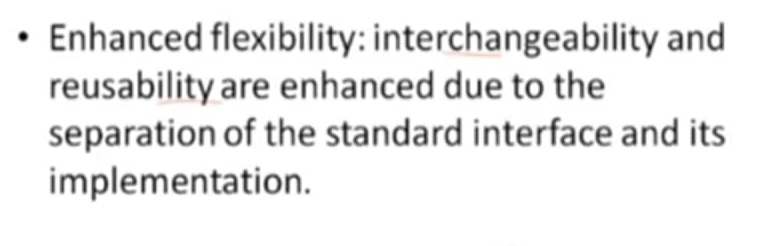 • Enhanced flexibility: interchangeability and
reusability are enhanced due to the
separation of the standard interface and its
implementation.